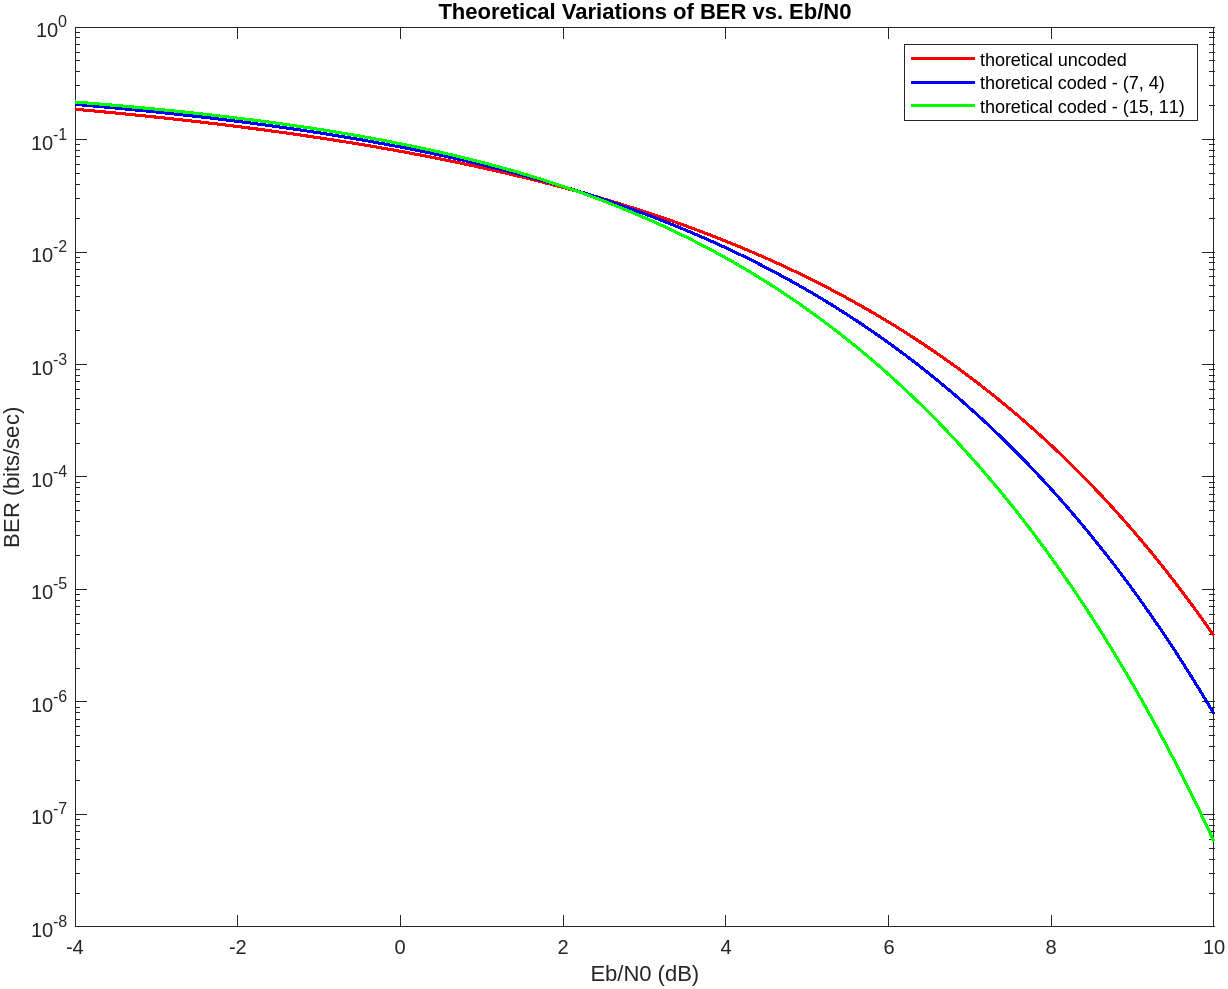 Theoretical Variations of BER vs. Eb/N0
thoretical uncoded
thoretical coded - (7, 4)
thoretical coded - (15, 11)
10^0
10^-1
10^-2
10^-3
10^-4
10^-5
10^-6
10^-7
10^-8
BER (bits/sec)
-4 -2 0 2 4 6 8 10
Eb/N0 (dB)